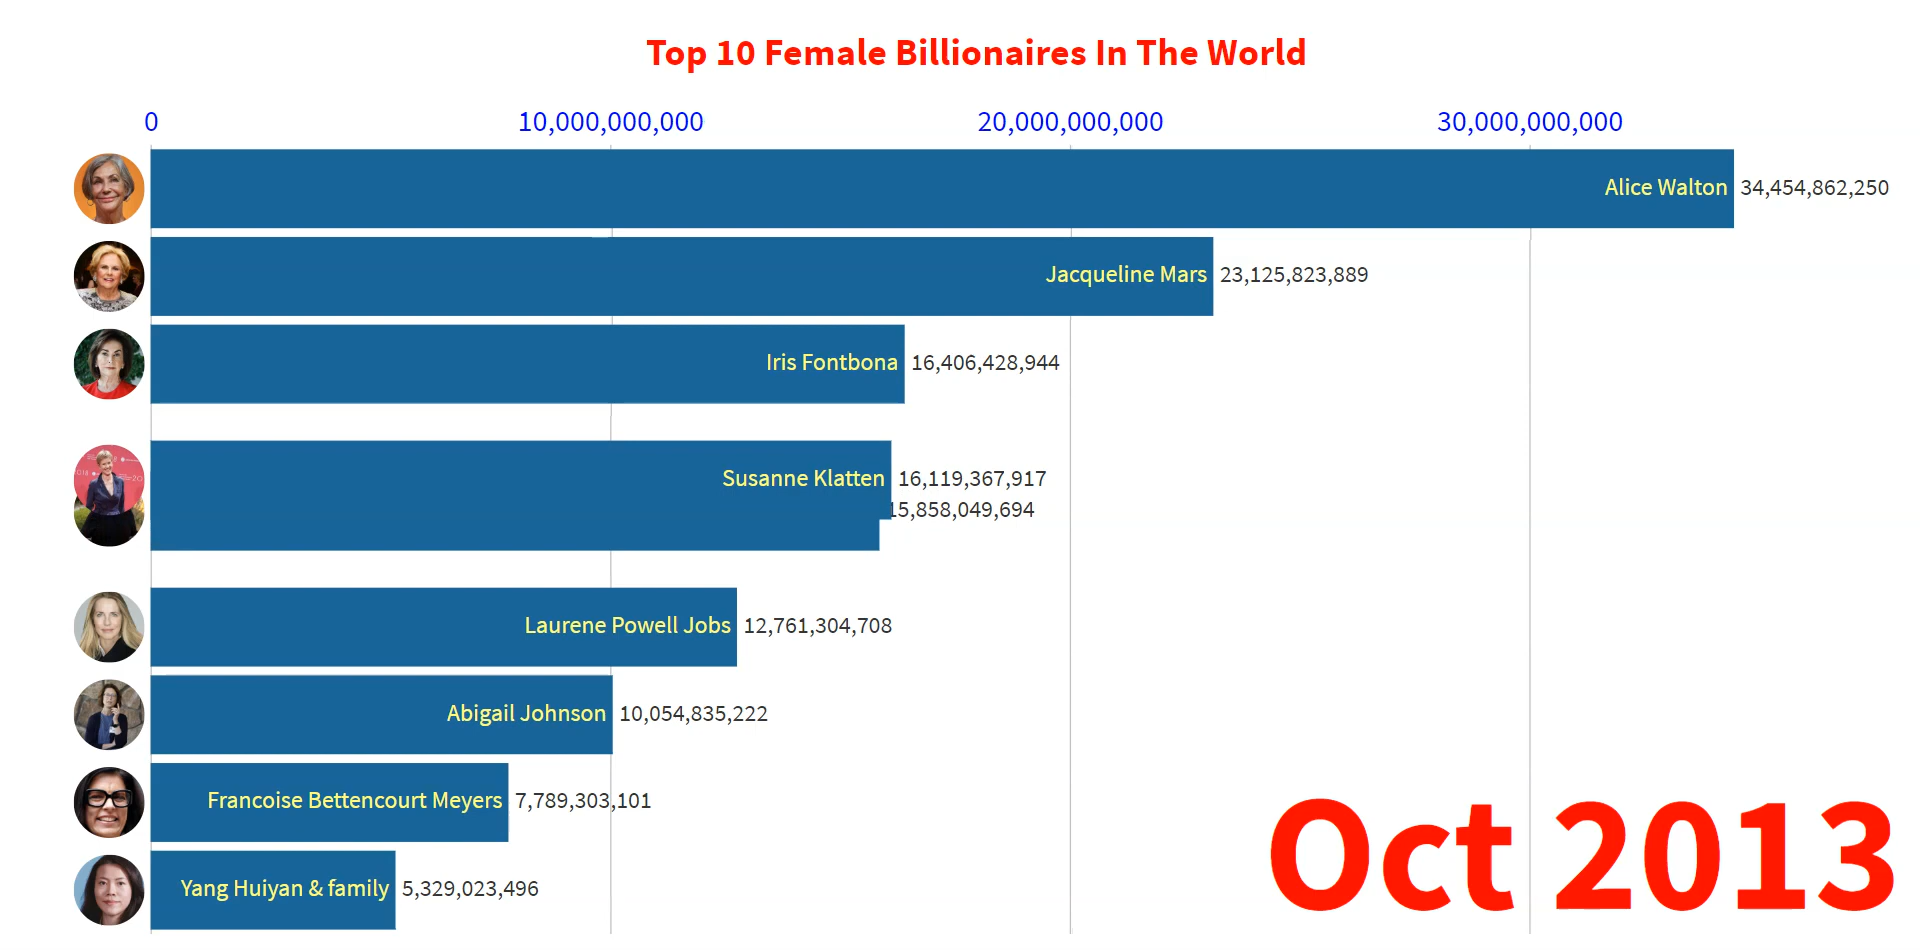 Top 10 Female Billionaires In The World
0 10,000,000,000 20,000,000,000 30,000,000,000
Alice Walton 34,454,862,250
Jacqueline Mars 23,125,823,889
Iris Fontbona 16,406,428,944
Susanne Klatten 16,119,367,917
15,858,049,694
Laurene Powell Jobs 12,761,304,708
Abigail Johnson 10,054,835,222
Francoise Bettencourt Meyers 7,789,303,101
Yang Huiyan & family 5,329,023,496
Oct 2013